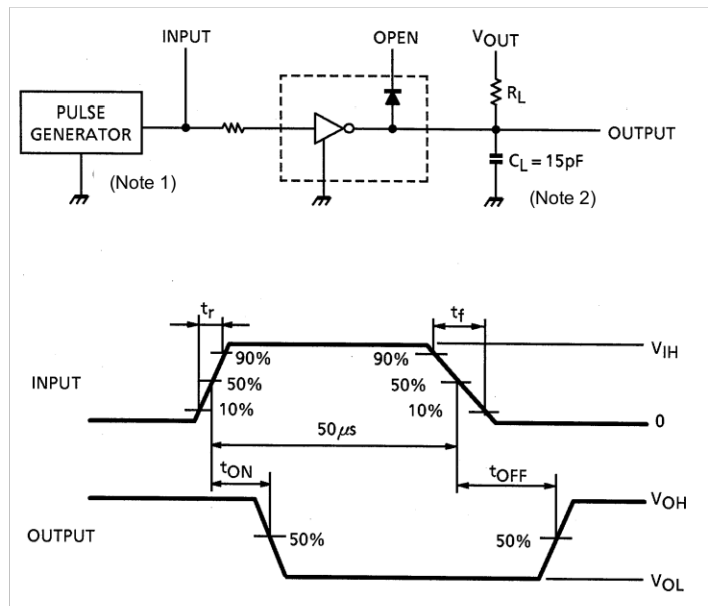 INPUT
OPEN
VOUT
RL
PULSE
GENERATOR
OUTPUT
CL = 15pF
(Note 1)
(Note 2)
tr
tf
VIH
90%
90%
INPUT
50%
50%
10%
10%
0
50μs
tON
tOFF
VOH
OUTPUT
50%
50%
VOL